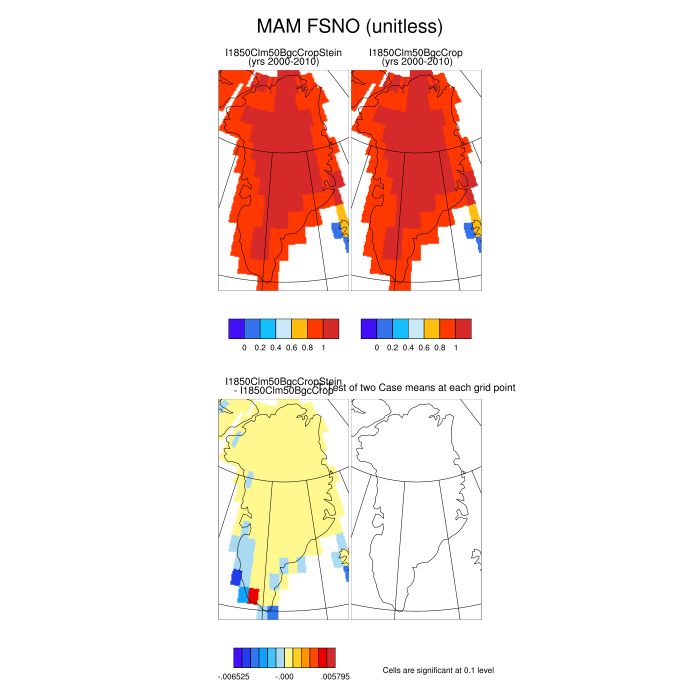 MAM FSNO (unitless)
I1850Clm50BgcCropStein
(yrs 2000-2010)
I1850Clm50BgcCrop
(yrs 2000-2010)
0 0.2 0.4 0.6 0.8 1
0 0.2 0.4 0.6 0.8 1
I1850Clm50BgcCropStein
- I1850Clm50BgcCrop
of two Case means at each grid point
-.006525 -.000 .005795
Cells are significant at 0.1 level